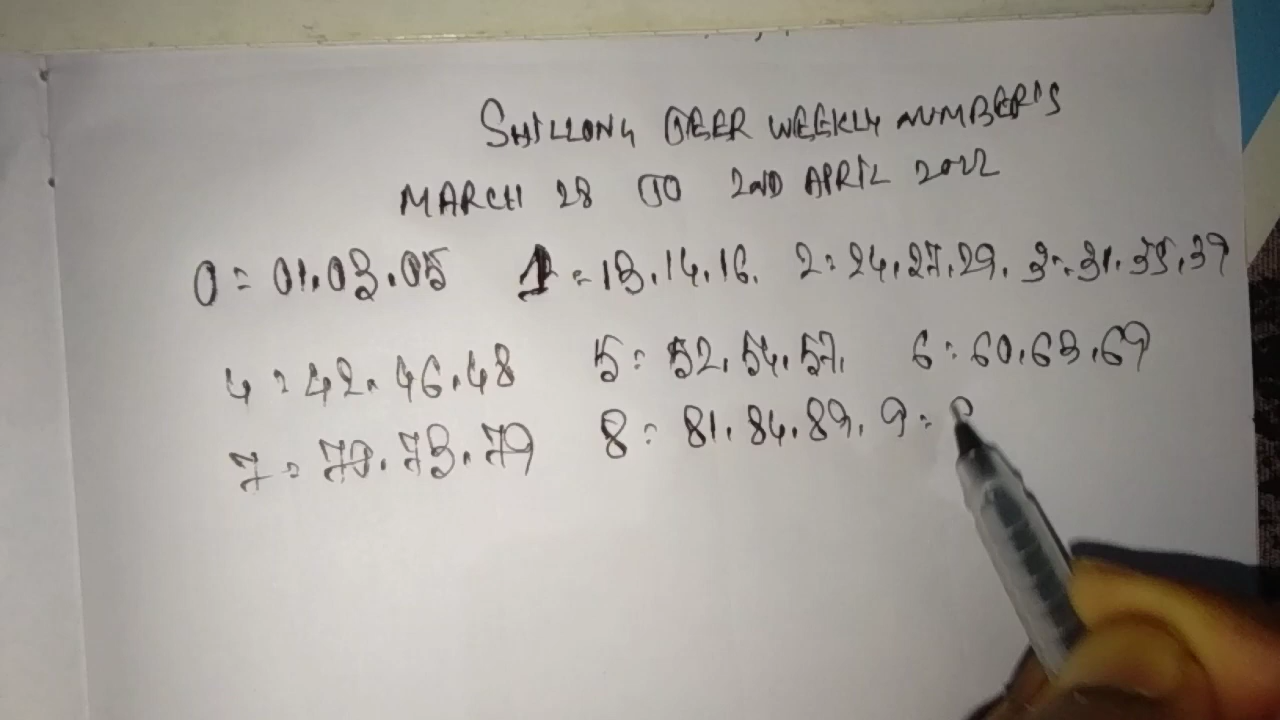 SHILLONG TEER WEEKLY NUMBER'S
MARCH 28 TO 2ND APRIL 2022
0 = 01.03.05 1 = 13.14.16. 2 = 24.27.29. 3 = 31.35.39
4 = 42.46.48 5 = 52.54.57. 6 = 60.63.69
7 = 70.73.79 8 = 81.84.89. 9 =